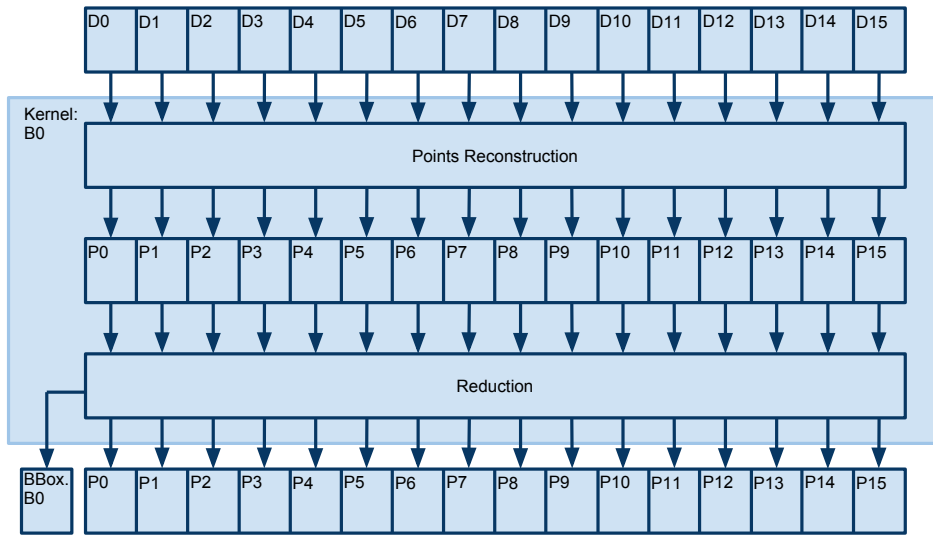 D0 D1 D2 D3 D4 D5 D6 D7 D8 D9 D10 D11 D12 D13 D14 D15
Kernel:
B0
Points Reconstruction
P0 P1 P2 P3 P4 P5 P6 P7 P8 P9 P10 P11 P12 P13 P14 P15
Reduction
BBox.
B0
P0 P1 P2 P3 P4 P5 P6 P7 P8 P9 P10 P11 P12 P13 P14 P15